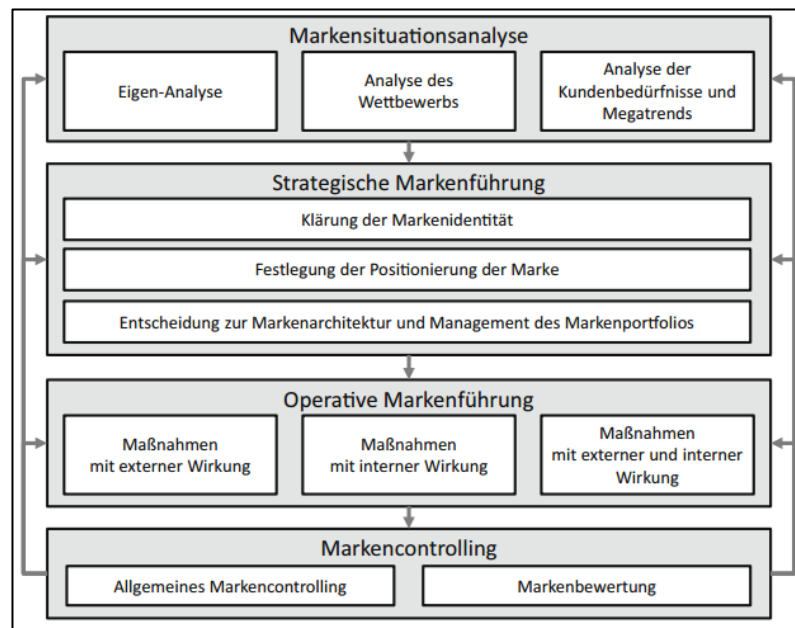 Markensituationsanalyse
Eigen-Analyse
Analyse des
Wettbewerbs
Analyse der
Kundenbedürfnisse und
Megatrends
Strategische Markenführung
Klärung der Markenidentität
Festlegung der Positionierung der Marke
Entscheidung zur Markenarchitektur und Management des Markenportfolios
Operative Markenführung
Maßnahmen
mit externer Wirkung
Maßnahmen
mit interner Wirkung
Maßnahmen
mit externer und interner
Wirkung
Markencontrolling
Allgemeines Markencontrolling
Markenbewertung